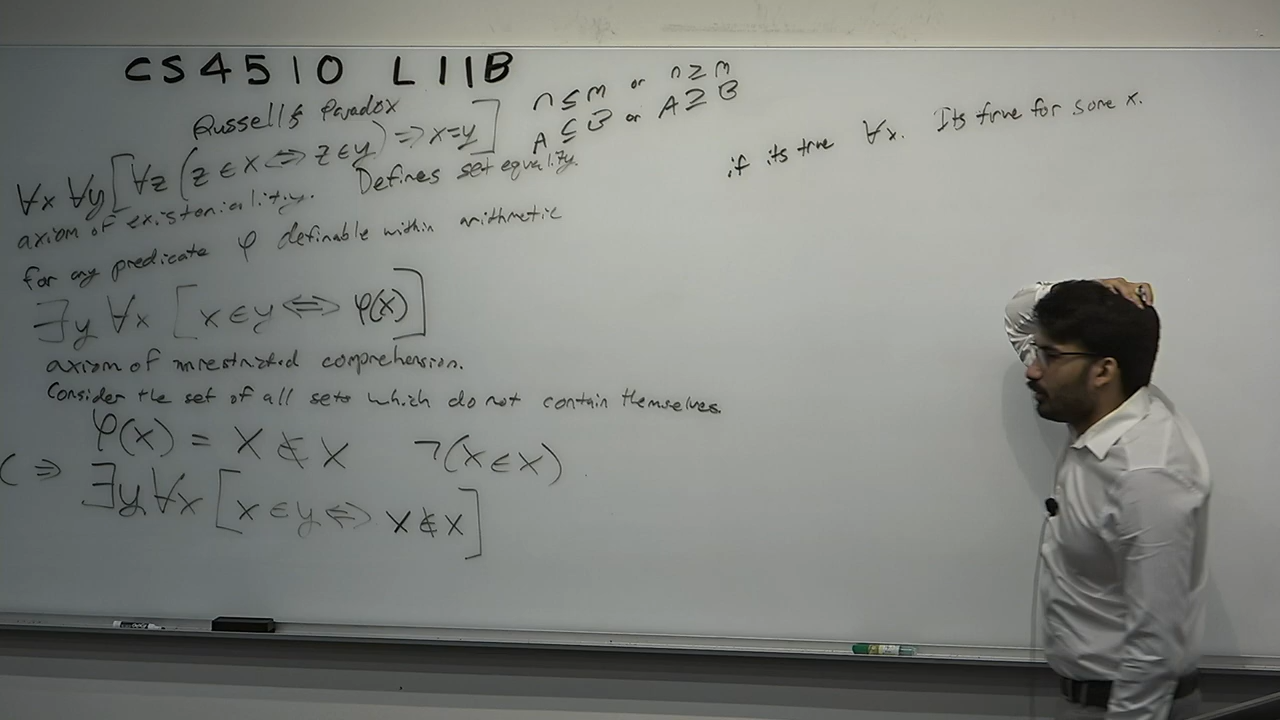 CS4510 L11B
Russell's Paradox
n ≤ m or n ≥ m
∀x ∀y [∀z (z ∈ x ⟺ z ∈ y) ⟹ x=y]
A ≤ B or A ≥ B
axiom of existoniality. Defines set equality.
for any predicate φ definable within arithmetic
∃y ∀x [x ∈ y ⟺ φ(x)]
axiom of unrestricted comprehension.
Consider the set of all sets which do not contain themselves.
φ(x) = x ∉ x ¬(x ∈ x)
⟹ ∃y ∀x [x ∈ y ⟺ x ∉ x]
if its true ∀x. Its true for some x.